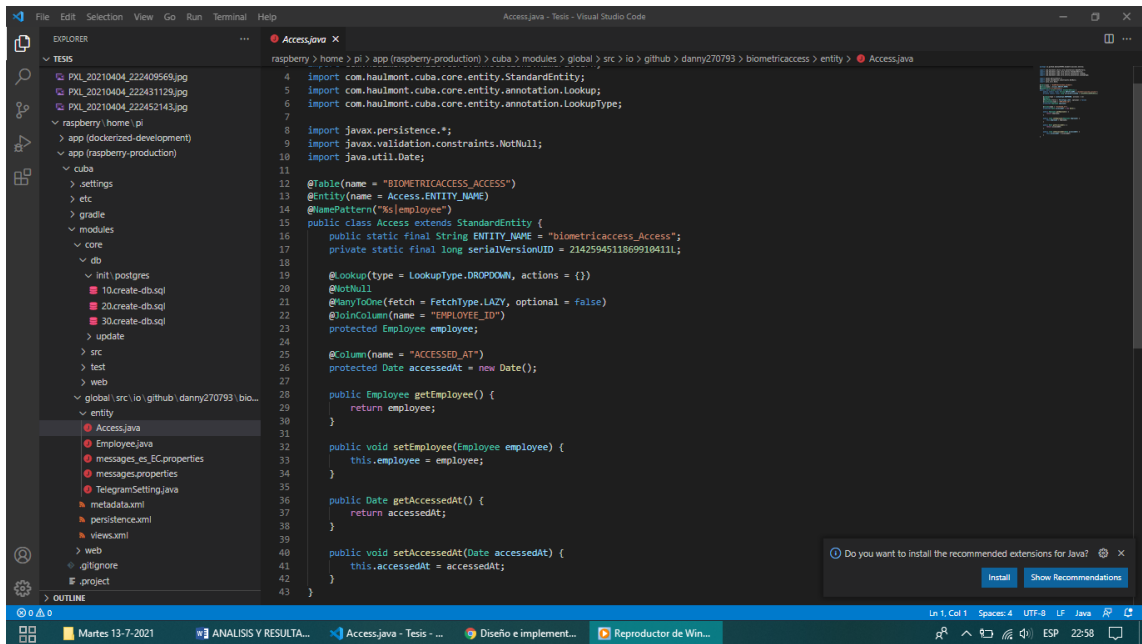 File Edit Selection View Go Run Terminal Help
Access.java - Tesis - Visual Studio Code
EXPLORER
TESIS
PXL_20210404_222409569.jpg
PXL_20210404_222431129.jpg
PXL_20210404_222452143.jpg
raspberry\home\pi
app (dockerized-development)
app (raspberry-production)
cuba
.settings
etc
gradle
modules
core
db
init\postgres
10.create-db.sql
20.create-db.sql
30.create-db.sql
update
src
test
web
global\src\io\github\danny270793\bio...
entity
Access.java
Employee.java
messages_es_EC.properties
messages.properties
TelegramSetting.java
metadata.xml
persistence.xml
views.xml
web
.gitignore
.project
OUTLINE
Access.java
raspberry > home > pi > app (raspberry-production) > cuba > modules > global > src > io > github > danny270793 > biometricaccess > entity > Access.java
4 import com.haulmont.cuba.core.entity.StandardEntity;
5 import com.haulmont.cuba.core.entity.annotation.Lookup;
6 import com.haulmont.cuba.core.entity.annotation.LookupType;
7
8 import javax.persistence.*;
9 import javax.validation.constraints.NotNull;
10 import java.util.Date;
11
12 @Table(name = "BIOMETRICACCESS_ACCESS")
13 @Entity(name = Access.ENTITY_NAME)
14 @NamePattern("%s|employee")
15 public class Access extends StandardEntity {
16 public static final String ENTITY_NAME = "biometricaccess_Access";
17 private static final long serialVersionUID = 2142594511869910411L;
18
19 @Lookup(type = LookupType.DROPDOWN, actions = {})
20 @NotNull
21 @ManyToOne(fetch = FetchType.LAZY, optional = false)
22 @JoinColumn(name = "EMPLOYEE_ID")
23 protected Employee employee;
24
25 @Column(name = "ACCESSED_AT")
26 protected Date accessedAt = new Date();
27
28 public Employee getEmployee() {
29 return employee;
30 }
31
32 public void setEmployee(Employee employee) {
33 this.employee = employee;
34 }
35
36 public Date getAccessedAt() {
37 return accessedAt;
38 }
39
40 public void setAccessedAt(Date accessedAt) {
41 this.accessedAt = accessedAt;
42 }
43 }
Do you want to install the recommended extensions for Java?
Install
Show Recommendations
0 0
Ln 1, Col 1 Spaces: 4 UTF-8 LF Java
Martes 13-7-2021
ANALISIS Y RESULTA...
Access.java - Tesis - ...
Diseño e implement...
Reproductor de Win...
ESP 22:58